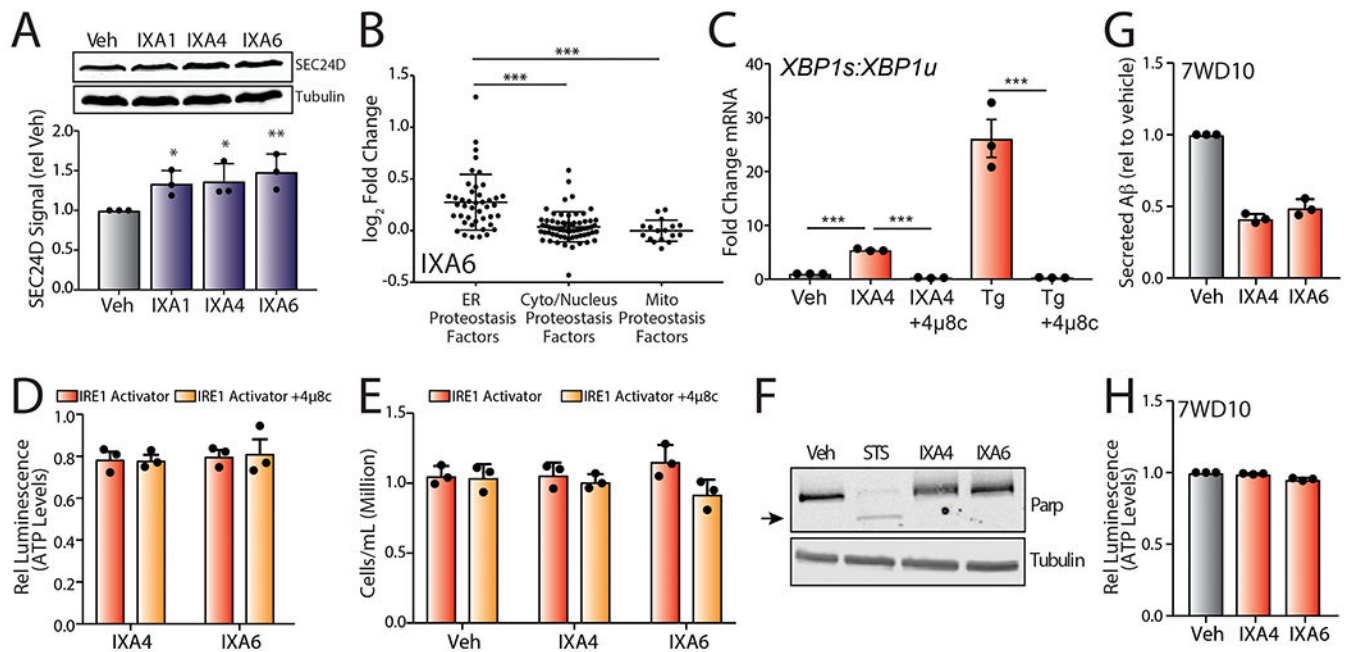 A
Veh IXA1 IXA4 IXA6
SEC24D
Tubulin
SEC24D Signal (rel Veh)
2.0
1.5
1.0
0.5
0.0
* * **
Veh IXA1 IXA4 IXA6
B
***
***
log2 Fold Change
1.5
1.0
0.5
0.0
-0.5
IXA6
ER Cyto/Nucleus Mito
Proteostasis Proteostasis Proteostasis
Factors Factors Factors
C
XBP1s:XBP1u
Fold Change mRNA
40
30
20
10
0
*** *** ***
Veh IXA4 IXA4 Tg Tg
+4µ8c +4µ8c
G
7WD10
Secreted Aβ (rel to vehicle)
1.5
1.0
0.5
0.0
Veh IXA4 IXA6
D
IRE1 Activator IRE1 Activator +4µ8c
Rel Luminescence
(ATP Levels)
1.0
0.8
0.6
0.4
0.2
0.0
IXA4 IXA6
E
IRE1 Activator IRE1 Activator +4µ8c
Cells/mL (Million)
1.5
1.0
0.5
0.0
Veh IXA4 IXA6
F
Veh STS IXA4 IXA6
Parp
Tubulin
H
7WD10
Rel Luminescence
(ATP Levels)
1.5
1.0
0.5
0.0
Veh IXA4 IXA6